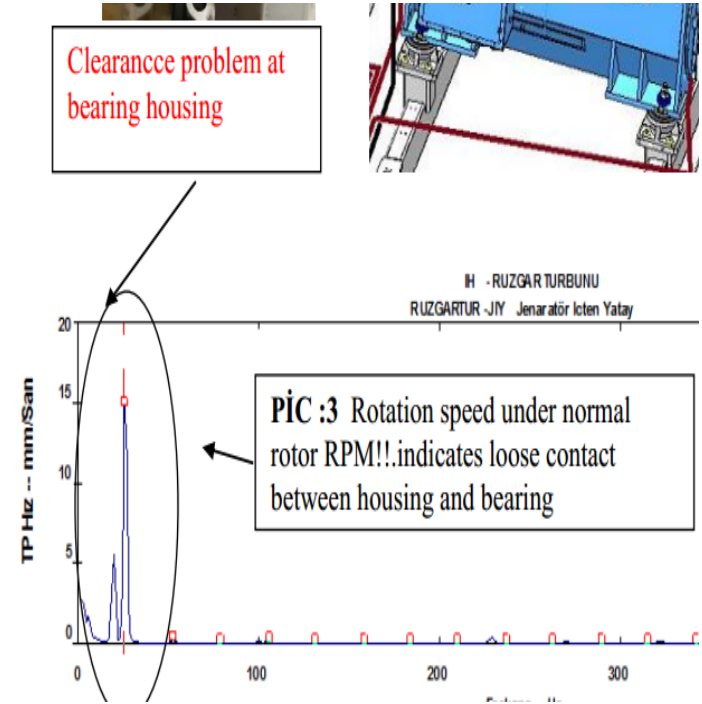 Clearancce problem at
bearing housing
IH - RUZGAR TURBUNU
RUZGARTUR -JIY Jenaratör Icten Yatay
20
15
10
5
0
TP Hız -- mm/San
PİC :3 Rotation speed under normal
rotor RPM!!.indicates loose contact
between housing and bearing
0 100 200 300